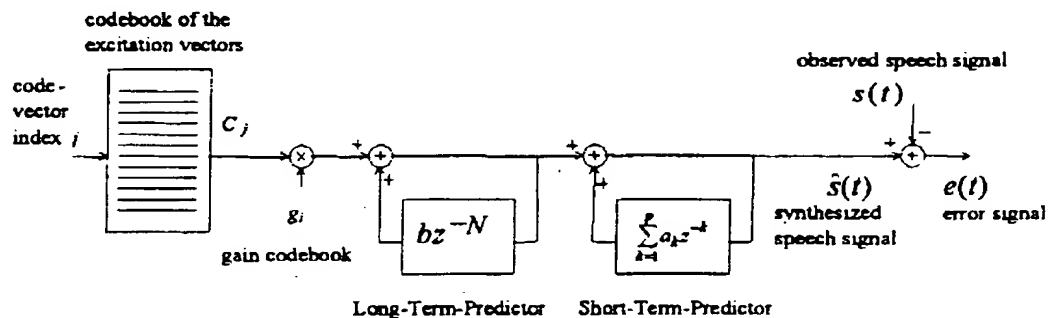 codebook of the
excitation vectors
code-
vector
index j
C_j
×
g_i
gain codebook
+
+
+
bz^{-N}
Long-Term-Predictor
+
+
+
\sum_{k=1}^{p} a_k z^{-k}
Short-Term-Predictor
observed speech signal
s(t)
−
+
+
ŝ(t)
synthesized
speech signal
e(t)
error signal